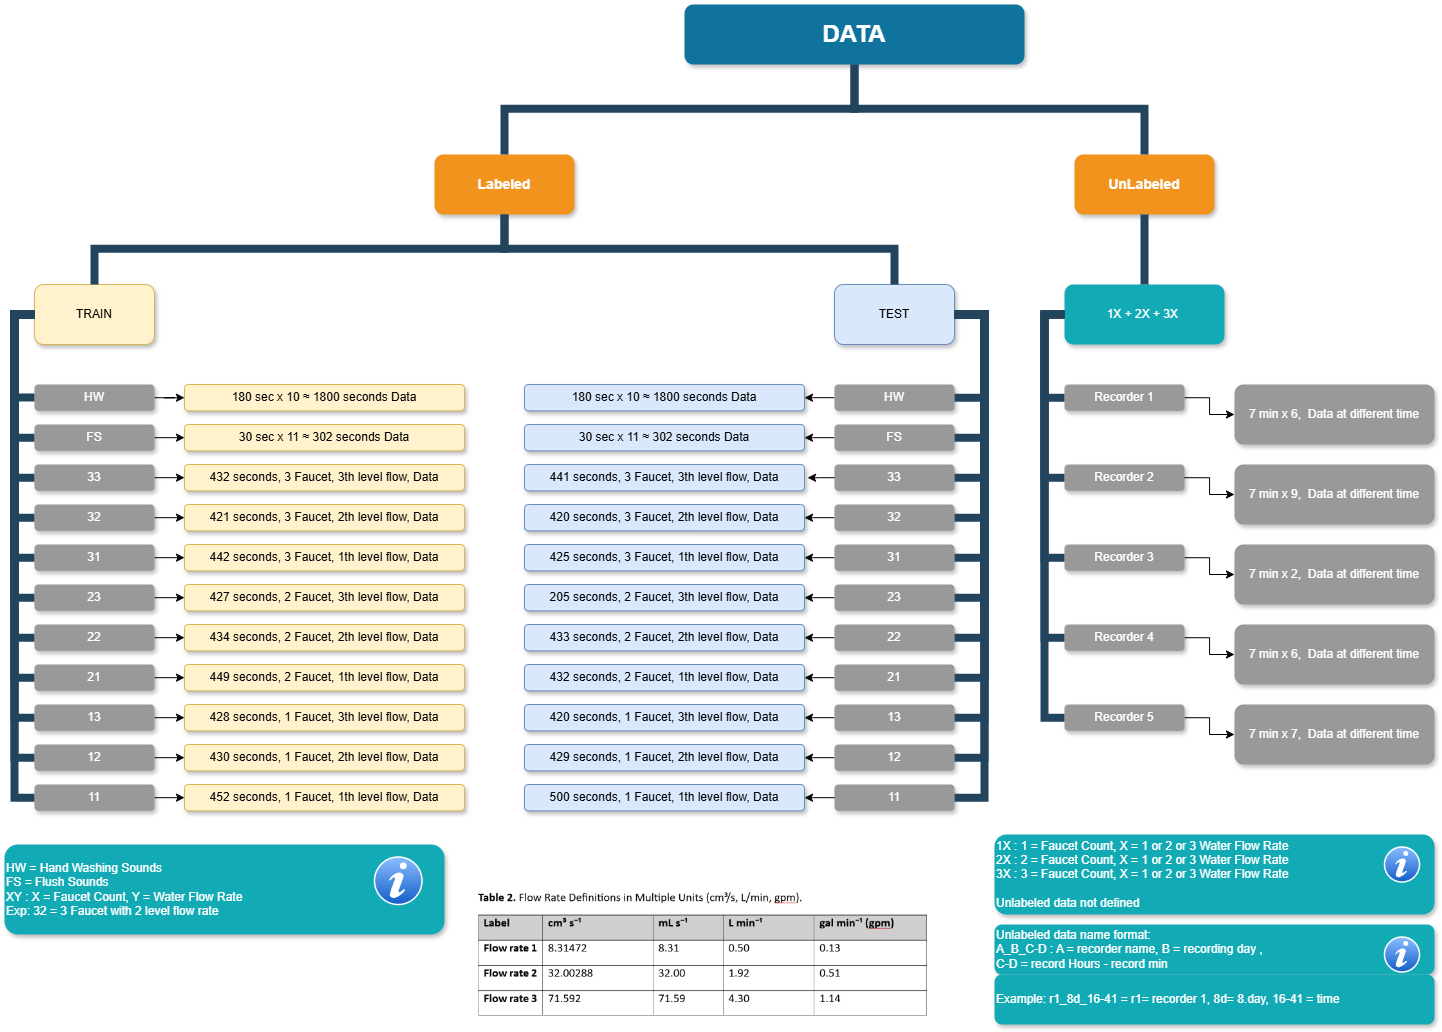 DATA
Labeled
UnLabeled
TRAIN
TEST
1X + 2X + 3X
HW
180 sec x 10 ≈ 1800 seconds Data
FS
30 sec x 11 ≈ 302 seconds Data
33
432 seconds, 3 Faucet, 3th level flow, Data
32
421 seconds, 3 Faucet, 2th level flow, Data
31
442 seconds, 3 Faucet, 1th level flow, Data
23
427 seconds, 2 Faucet, 3th level flow, Data
22
434 seconds, 2 Faucet, 2th level flow, Data
21
449 seconds, 2 Faucet, 1th level flow, Data
13
428 seconds, 1 Faucet, 3th level flow, Data
12
430 seconds, 1 Faucet, 2th level flow, Data
11
452 seconds, 1 Faucet, 1th level flow, Data
180 sec x 10 ≈ 1800 seconds Data
HW
30 sec x 11 ≈ 302 seconds Data
FS
441 seconds, 3 Faucet, 3th level flow, Data
33
420 seconds, 3 Faucet, 2th level flow, Data
32
425 seconds, 3 Faucet, 1th level flow, Data
31
205 seconds, 2 Faucet, 3th level flow, Data
23
433 seconds, 2 Faucet, 2th level flow, Data
22
432 seconds, 2 Faucet, 1th level flow, Data
21
420 seconds, 1 Faucet, 3th level flow, Data
13
429 seconds, 1 Faucet, 2th level flow, Data
12
500 seconds, 1 Faucet, 1th level flow, Data
11
Recorder 1
7 min x 6, Data at different time
Recorder 2
7 min x 9, Data at different time
Recorder 3
7 min x 2, Data at different time
Recorder 4
7 min x 6, Data at different time
Recorder 5
7 min x 7, Data at different time
HW = Hand Washing Sounds
FS = Flush Sounds
XY : X = Faucet Count, Y = Water Flow Rate
Exp: 32 = 3 Faucet with 2 level flow rate
i
Table 2. Flow Rate Definitions in Multiple Units (cm³/s, L/min, gpm).
Label cm³ s⁻¹ mL s⁻¹ L min⁻¹ gal min⁻¹ (gpm)
Flow rate 1 8.31472 8.31 0.50 0.13
Flow rate 2 32.00288 32.00 1.92 0.51
Flow rate 3 71.592 71.59 4.30 1.14
1X : 1 = Faucet Count, X = 1 or 2 or 3 Water Flow Rate
2X : 2 = Faucet Count, X = 1 or 2 or 3 Water Flow Rate
3X : 3 = Faucet Count, X = 1 or 2 or 3 Water Flow Rate
Unlabeled data not defined
i
Unlabeled data name format:
A_B_C-D : A = recorder name, B = recording day ,
C-D = record Hours - record min
i
Example: r1_8d_16-41 = r1= recorder 1, 8d= 8.day, 16-41 = time